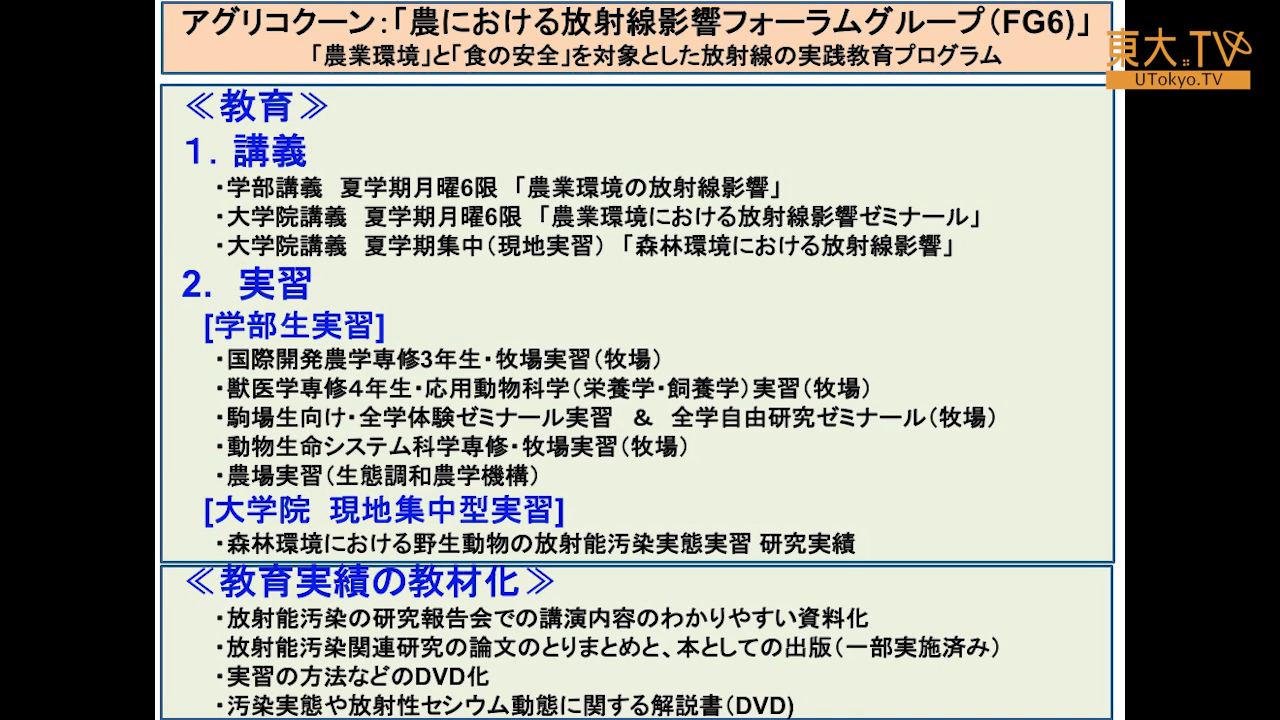 アグリコクーン：「農における放射線影響フォーラムグループ（FG6)」
「農業環境」と「食の安全」を対象とした放射線の実践教育プログラム
東大.TV
UTokyo.TV
≪教育≫
１．講義
・学部講義　夏学期月曜6限　「農業環境の放射線影響」
・大学院講義　夏学期月曜6限　「農業環境における放射線影響ゼミナール」
・大学院講義　夏学期集中（現地実習）　「森林環境における放射線影響」
2.　実習
[学部生実習]
・国際開発農学専修3年生・牧場実習（牧場）
・獣医学専修４年生・応用動物科学（栄養学・飼養学）実習（牧場）
・駒場生向け・全学体験ゼミナール実習　＆　全学自由研究ゼミナール（牧場）
・動物生命システム科学専修・牧場実習（牧場）
・農場実習（生態調和農学機構）
[大学院　現地集中型実習]
・森林環境における野生動物の放射能汚染実態実習 研究実績
≪教育実績の教材化≫
・放射能汚染の研究報告会での講演内容のわかりやすい資料化
・放射能汚染関連研究の論文のとりまとめと、本としての出版（一部実施済み）
・実習の方法などのDVD化
・汚染実態や放射性セシウム動態に関する解説書（DVD)